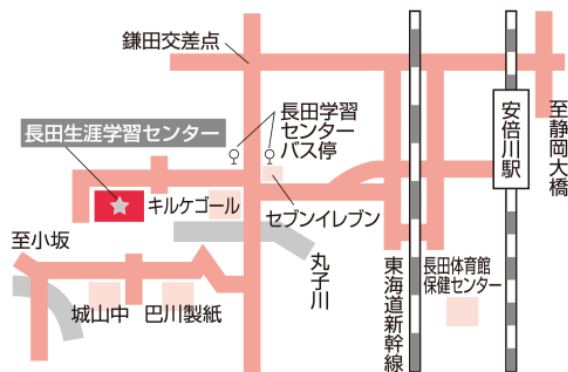 鎌田交差点
長田学習
センター
バス停
長田生涯学習センター
安倍川駅
至静岡大橋
キルケゴール
セブンイレブン
至小坂
丸子川
東海道新幹線
長田体育館
保健センター
城山中
巴川製紙